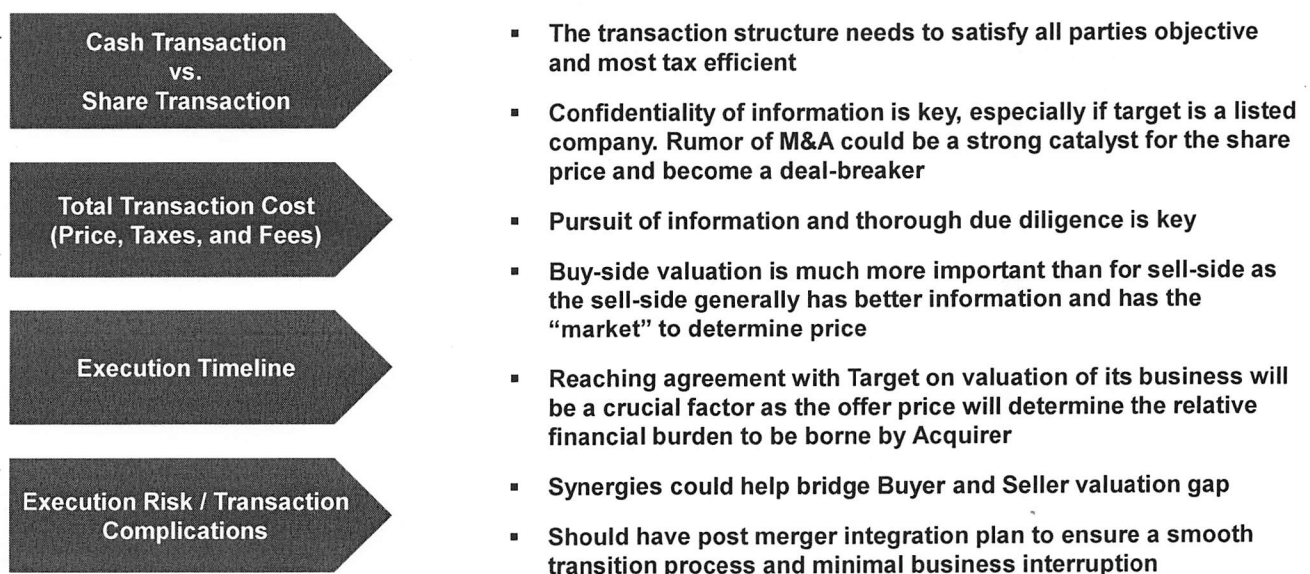 Cash Transaction
vs.
Share Transaction
Total Transaction Cost
(Price, Taxes, and Fees)
Execution Timeline
Execution Risk / Transaction
Complications
▪ The transaction structure needs to satisfy all parties objective
and most tax efficient
▪ Confidentiality of information is key, especially if target is a listed
company. Rumor of M&A could be a strong catalyst for the share
price and become a deal-breaker
▪ Pursuit of information and thorough due diligence is key
▪ Buy-side valuation is much more important than for sell-side as
the sell-side generally has better information and has the
“market” to determine price
▪ Reaching agreement with Target on valuation of its business will
be a crucial factor as the offer price will determine the relative
financial burden to be borne by Acquirer
▪ Synergies could help bridge Buyer and Seller valuation gap
▪ Should have post merger integration plan to ensure a smooth
transition process and minimal business interruption